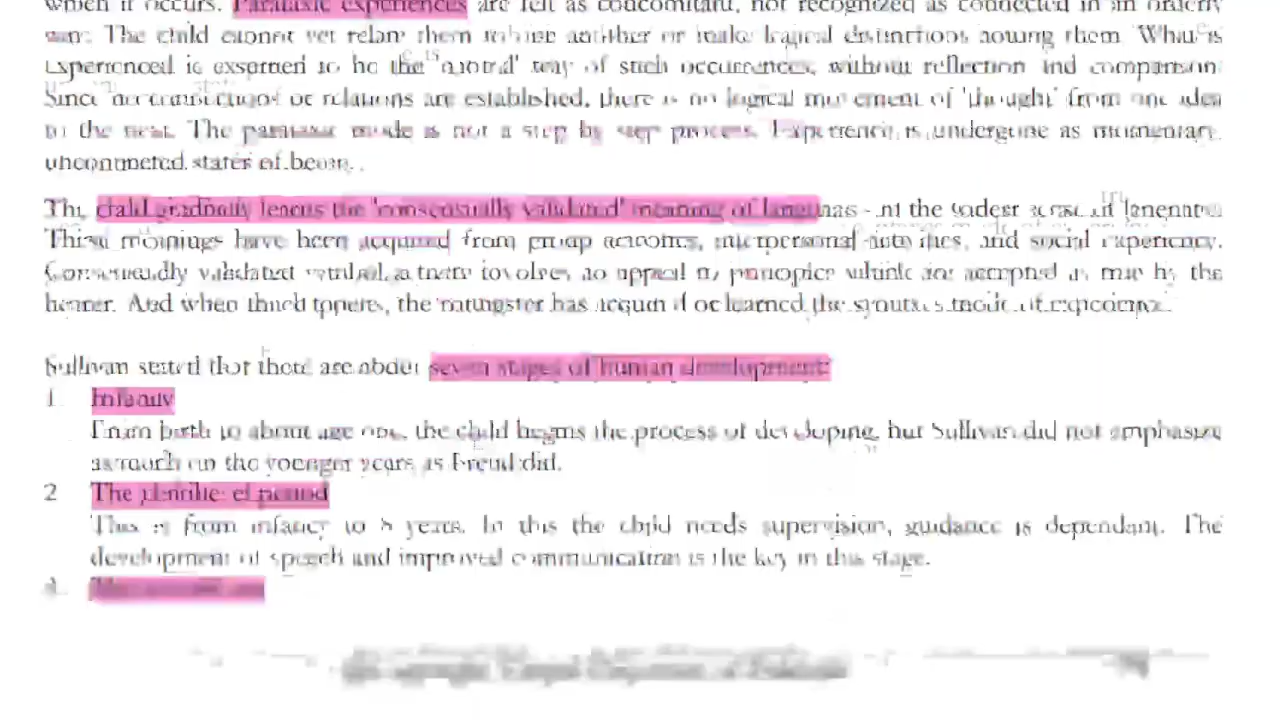 when it occurs. Parataxic experiences are felt as concomitant, not recognized as connected in an orderly
way. The child cannot yet relate them to one another or make logical distinctions among them. What is
experienced is assumed to be the 'natural' way of such occurrences, without reflection and comparison.
Since no connections or relations are established, there is no logical movement of 'thought' from one idea
to the next. The parataxic mode is not a step by step process. Experience is undergone as momentary,
unconnected states of being.
The child gradually learns the 'consensually validated' meaning of language - in the widest sense of language.
These meanings have been acquired from group activities, interpersonal activities, and social experience.
Consensually validated symbol activity involves an appeal to principles which are accepted as true by the
hearer. And when this happens, the youngster has acquired or learned the syntaxic mode of experience.
Sullivan stated that there are about seven stages of human development:
1. Infancy
From birth to about age one, the child begins the process of developing, but Sullivan did not emphasize
as much on the younger years as Freud did.
2. The period
This is from infancy to 8 years. In this the child needs supervision, guidance is dependant. The
development of speech and improved communication is the key in this stage.